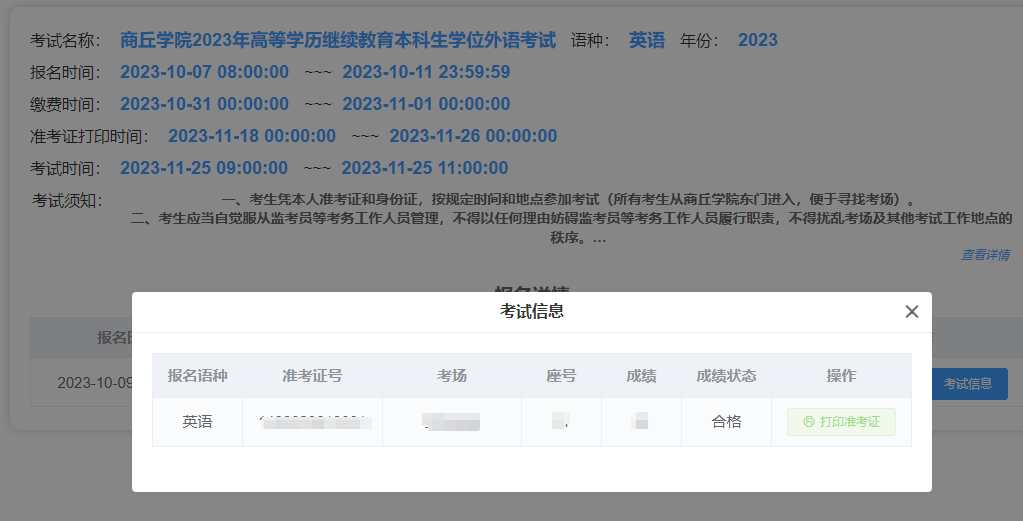 考试名称： 商丘学院2023年高等学历继续教育本科生学位外语考试 语种： 英语 年份： 2023
报名时间： 2023-10-07 08:00:00 ~~~ 2023-10-11 23:59:59
缴费时间： 2023-10-31 00:00:00 ~~~ 2023-11-01 00:00:00
准考证打印时间： 2023-11-18 00:00:00 ~~~ 2023-11-26 00:00:00
考试时间： 2023-11-25 09:00:00 ~~~ 2023-11-25 11:00:00
考试须知： 一、考生凭本人准考证和身份证，按规定时间和地点参加考试（所有考生从商丘学院东门进入，便于寻找考场）。
二、考生应当自觉服从监考员等考务工作人员管理，不得以任何理由妨碍监考员等考务工作人员履行职责，不得扰乱考场及其他考试工作地点的
秩序。...
查看详情
报名详情
考试信息
报名
报名语种 准考证号 考场 座号 成绩 成绩状态 操作
2023-10-09 考试信息
英语 合格 打印准考证